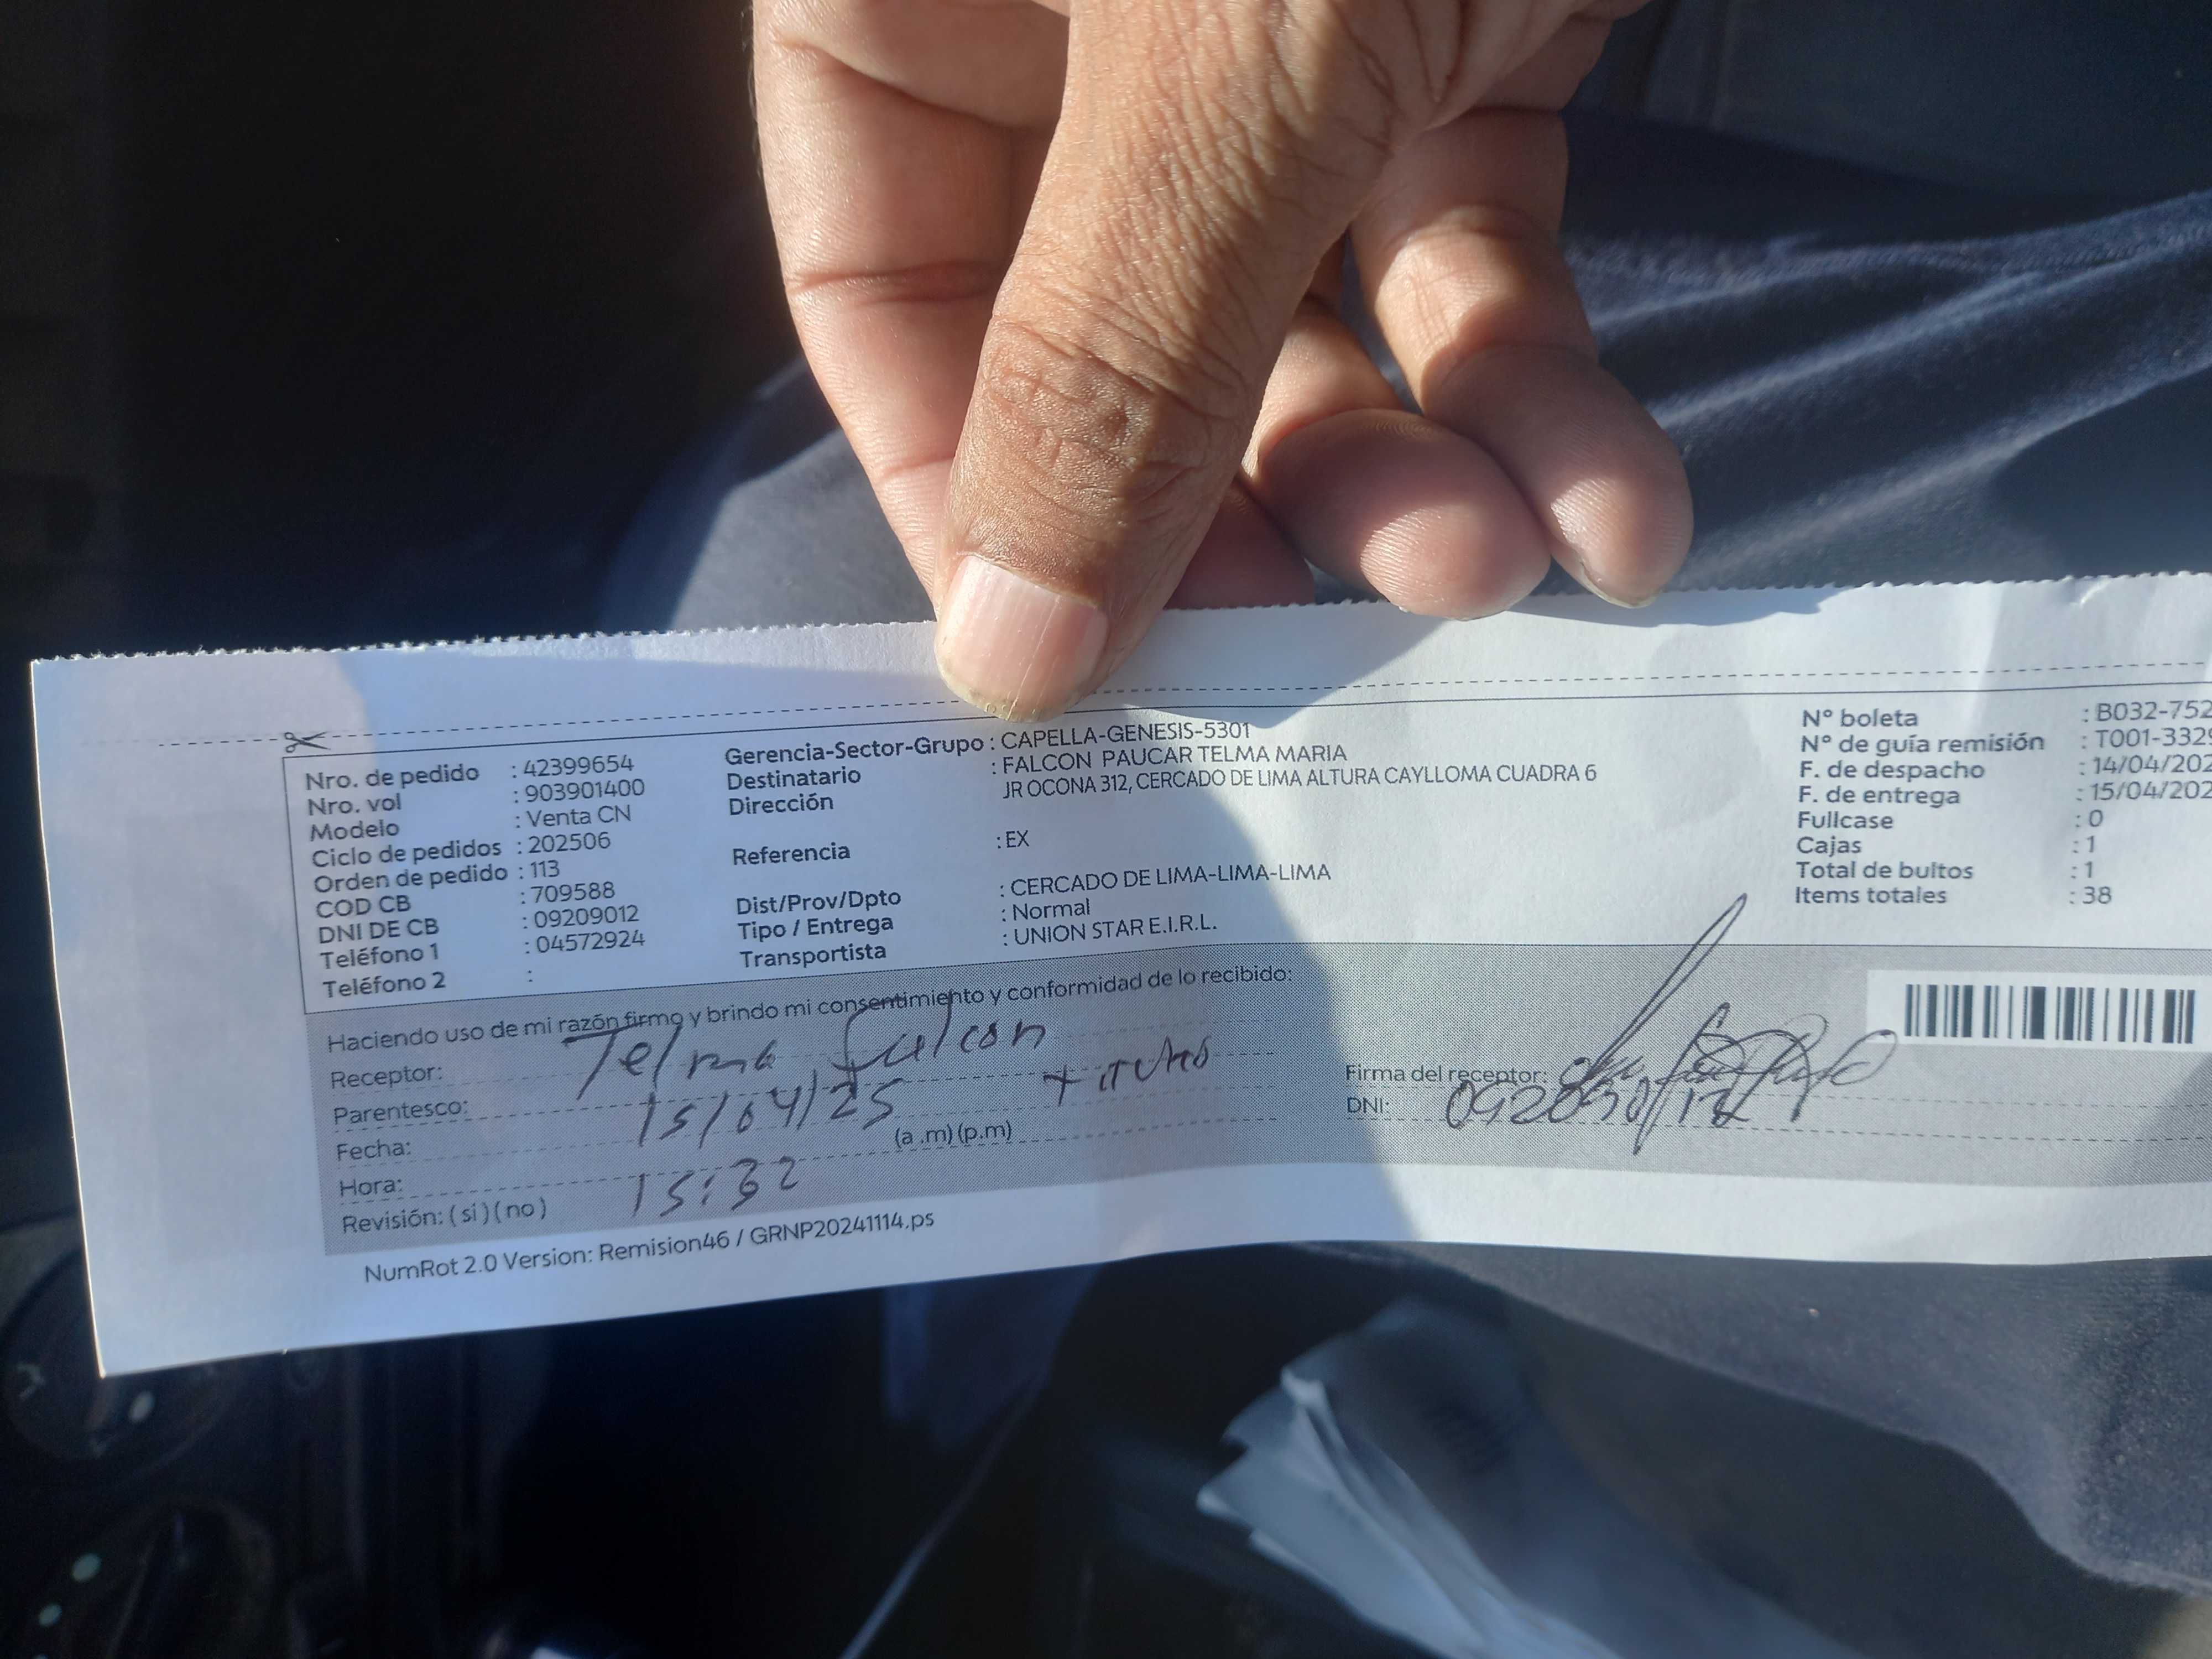 Nro. de pedido : 42399654
Nro. vol : 903901400
Modelo : Venta CN
Ciclo de pedidos : 202506
Orden de pedido : 113
COD CB : 709588
DNI DE CB : 09209012
Teléfono 1 : 04572924
Teléfono 2 :
Gerencia-Sector-Grupo : CAPELLA-GENESIS-5301
Destinatario : FALCON PAUCAR TELMA MARIA
Dirección JR OCONA 312, CERCADO DE LIMA ALTURA CAYLLOMA CUADRA 6
Referencia : EX
Dist/Prov/Dpto : CERCADO DE LIMA-LIMA-LIMA
Tipo / Entrega : Normal
Transportista : UNION STAR E.I.R.L.
N° boleta : B032-752
N° de guía remisión : T001-3329
F. de despacho : 14/04/202
F. de entrega : 15/04/202
Fullcase : 0
Cajas : 1
Total de bultos : 1
Items totales : 38
Haciendo uso de mi razón firmo y brindo mi consentimiento y conformidad de lo recibido:
Receptor: Telma Falcon
Parentesco:
Fecha: 15/04/25
Hora: (a .m) (p.m)
Revisión: ( si ) ( no ) 15:32
Firma del receptor:
DNI:
NumRot 2.0 Version: Remision46 / GRNP20241114.ps